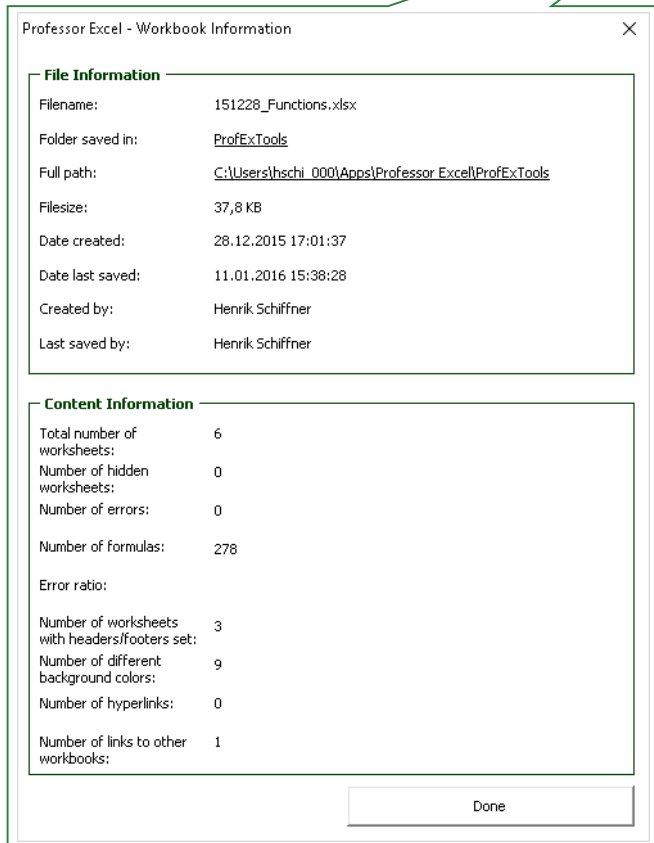 Professor Excel - Workbook Information
File Information
Filename: 151228_Functions.xlsx
Folder saved in: ProfExTools
Full path: C:\Users\hschi_000\Apps\Professor Excel\ProfExTools
Filesize: 37,8 KB
Date created: 28.12.2015 17:01:37
Date last saved: 11.01.2016 15:38:28
Created by: Henrik Schiffner
Last saved by: Henrik Schiffner
Content Information
Total number of 6
worksheets:
Number of hidden 0
worksheets:
Number of errors: 0
Number of formulas: 278
Error ratio:
Number of worksheets 3
with headers/footers set:
Number of different 9
background colors:
Number of hyperlinks: 0
Number of links to other 1
workbooks:
Done